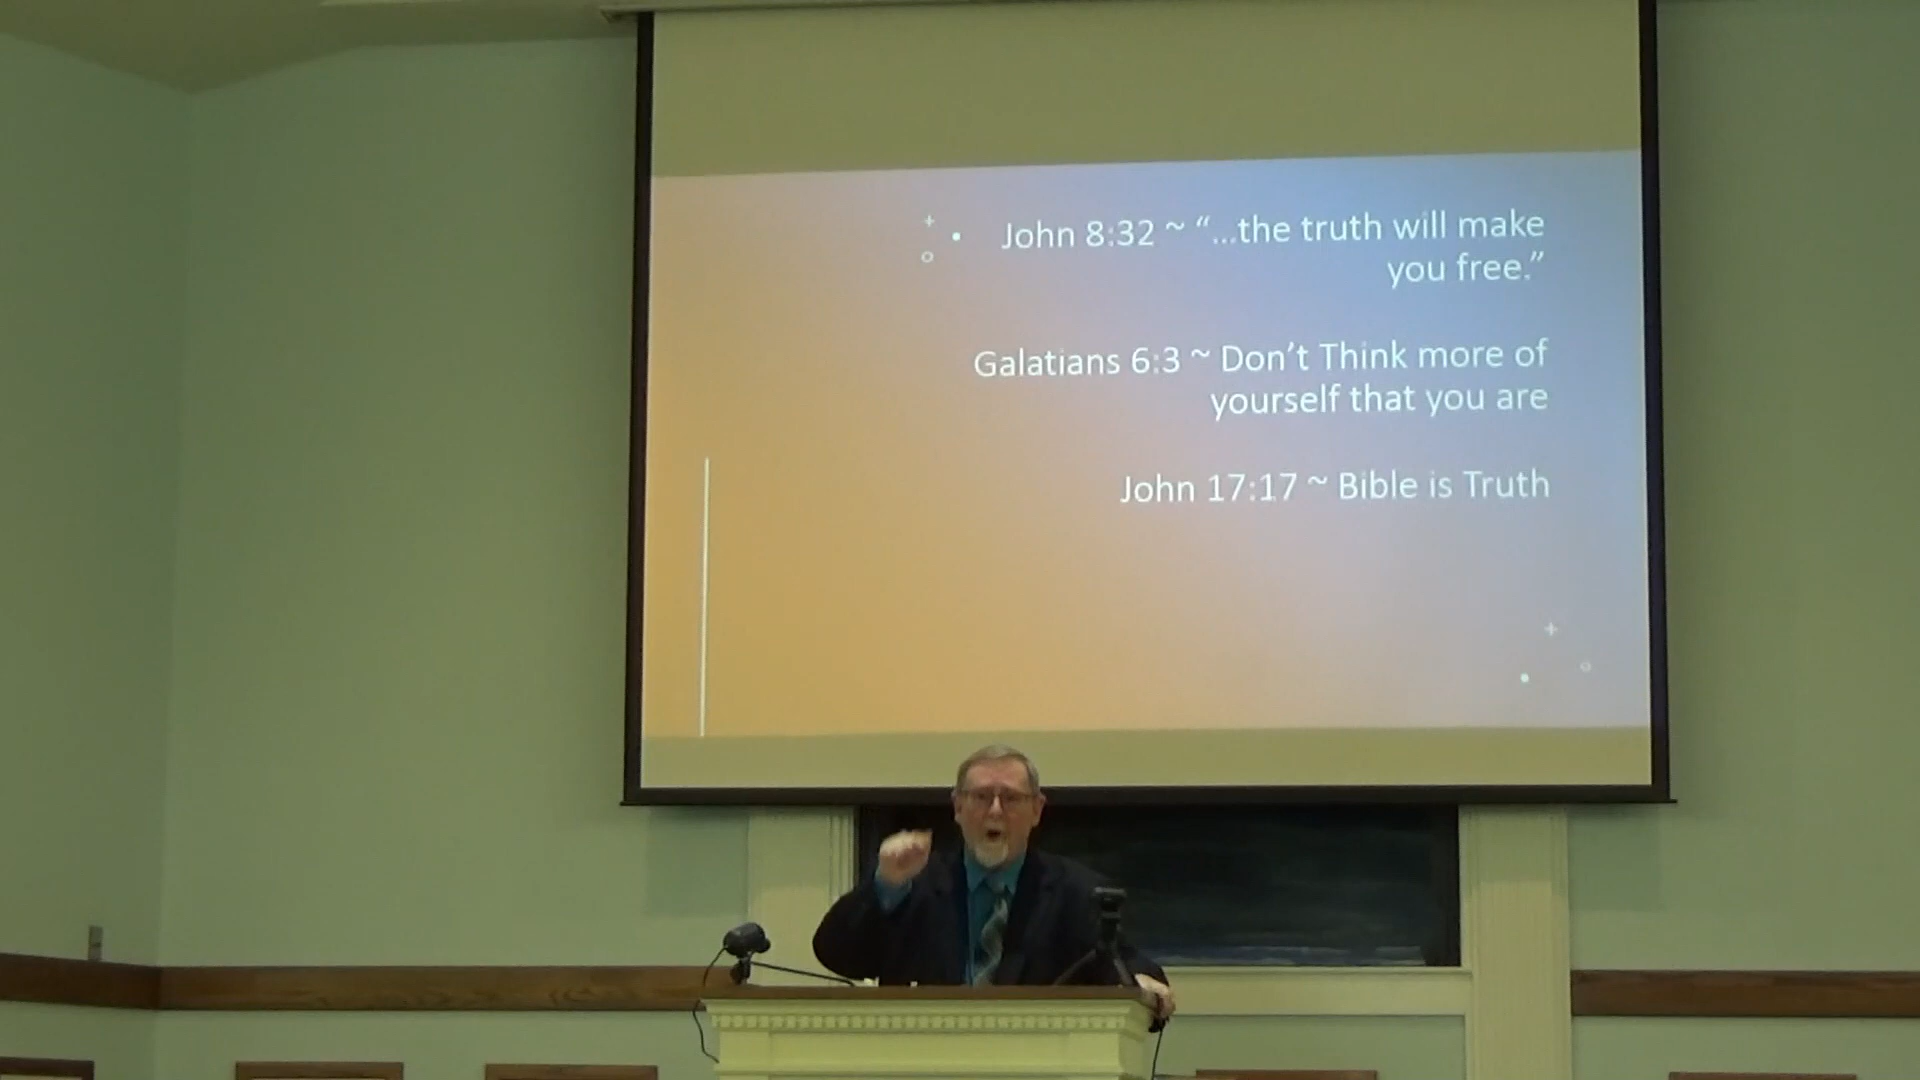 John 8:32 ~ “...the truth will make
you free.”
Galatians 6:3 ~ Don’t Think more of
yourself that you are
John 17:17 ~ Bible is Truth